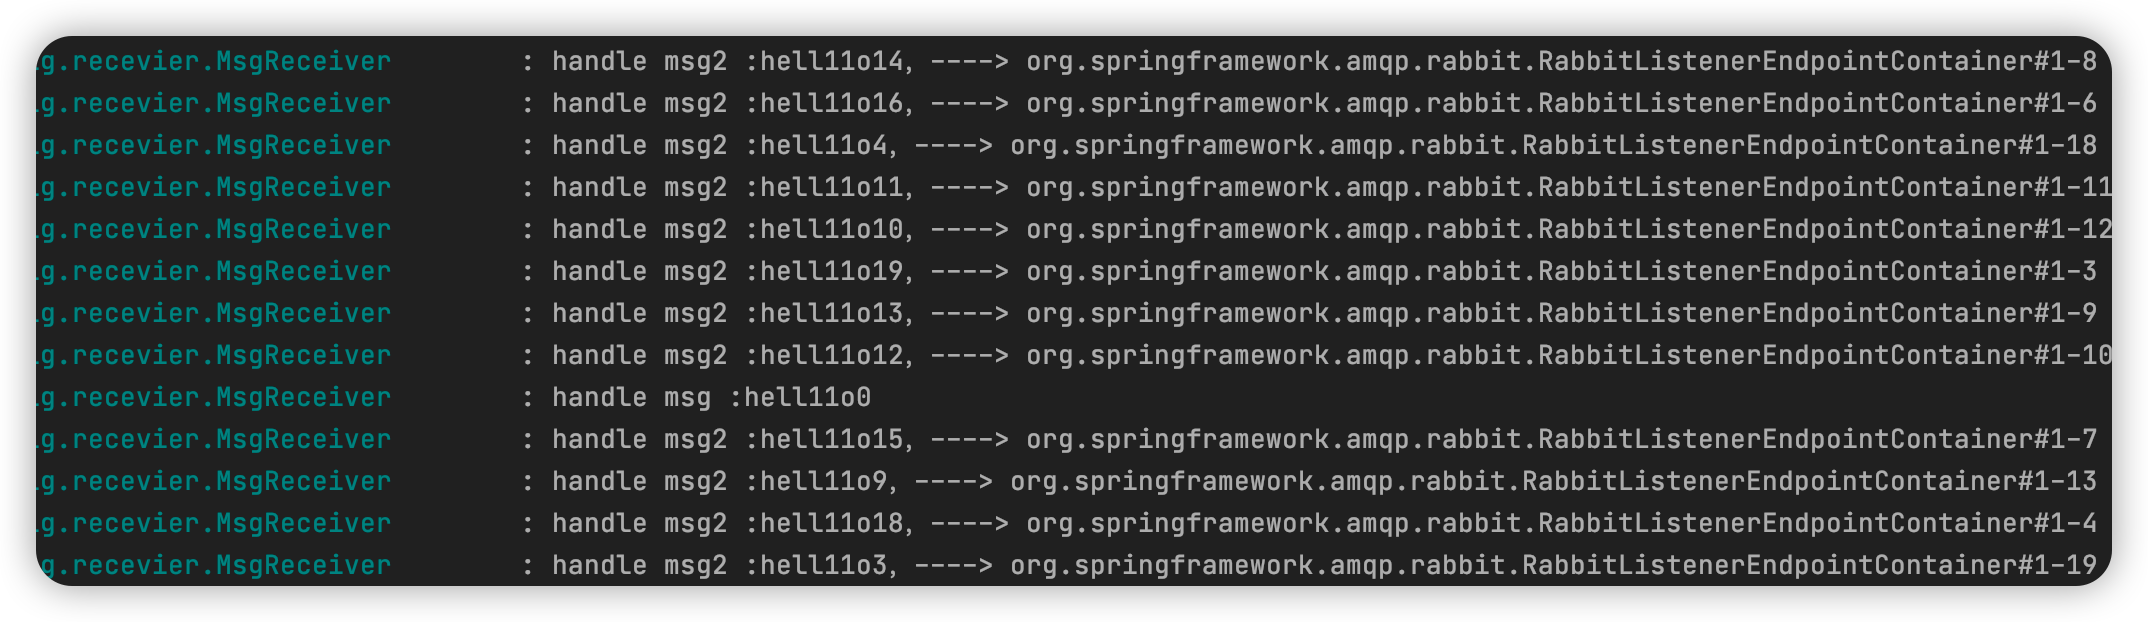 g.recevier.MsgReceiver : handle msg2 :hell11o14, ----> org.springframework.amqp.rabbit.RabbitListenerEndpointContainer#1-8
g.recevier.MsgReceiver : handle msg2 :hell11o16, ----> org.springframework.amqp.rabbit.RabbitListenerEndpointContainer#1-6
g.recevier.MsgReceiver : handle msg2 :hell11o4, ----> org.springframework.amqp.rabbit.RabbitListenerEndpointContainer#1-18
g.recevier.MsgReceiver : handle msg2 :hell11o11, ----> org.springframework.amqp.rabbit.RabbitListenerEndpointContainer#1-11
g.recevier.MsgReceiver : handle msg2 :hell11o10, ----> org.springframework.amqp.rabbit.RabbitListenerEndpointContainer#1-12
g.recevier.MsgReceiver : handle msg2 :hell11o19, ----> org.springframework.amqp.rabbit.RabbitListenerEndpointContainer#1-3
g.recevier.MsgReceiver : handle msg2 :hell11o13, ----> org.springframework.amqp.rabbit.RabbitListenerEndpointContainer#1-9
g.recevier.MsgReceiver : handle msg2 :hell11o12, ----> org.springframework.amqp.rabbit.RabbitListenerEndpointContainer#1-10
g.recevier.MsgReceiver : handle msg :hell11o0
g.recevier.MsgReceiver : handle msg2 :hell11o15, ----> org.springframework.amqp.rabbit.RabbitListenerEndpointContainer#1-7
g.recevier.MsgReceiver : handle msg2 :hell11o9, ----> org.springframework.amqp.rabbit.RabbitListenerEndpointContainer#1-13
g.recevier.MsgReceiver : handle msg2 :hell11o18, ----> org.springframework.amqp.rabbit.RabbitListenerEndpointContainer#1-4
g.recevier.MsgReceiver : handle msg2 :hell11o3, ----> org.springframework.amqp.rabbit.RabbitListenerEndpointContainer#1-19